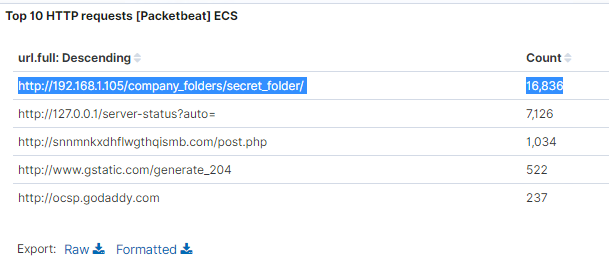 Top 10 HTTP requests [Packetbeat] ECS
url.full: Descending Count
http://192.168.1.105/company_folders/secret_folder/ 16,836
http://127.0.0.1/server-status?auto= 7,126
http://snnmnkxdhflwgthqismb.com/post.php 1,034
http://www.gstatic.com/generate_204 522
http://ocsp.godaddy.com 237
Export: Raw Formatted